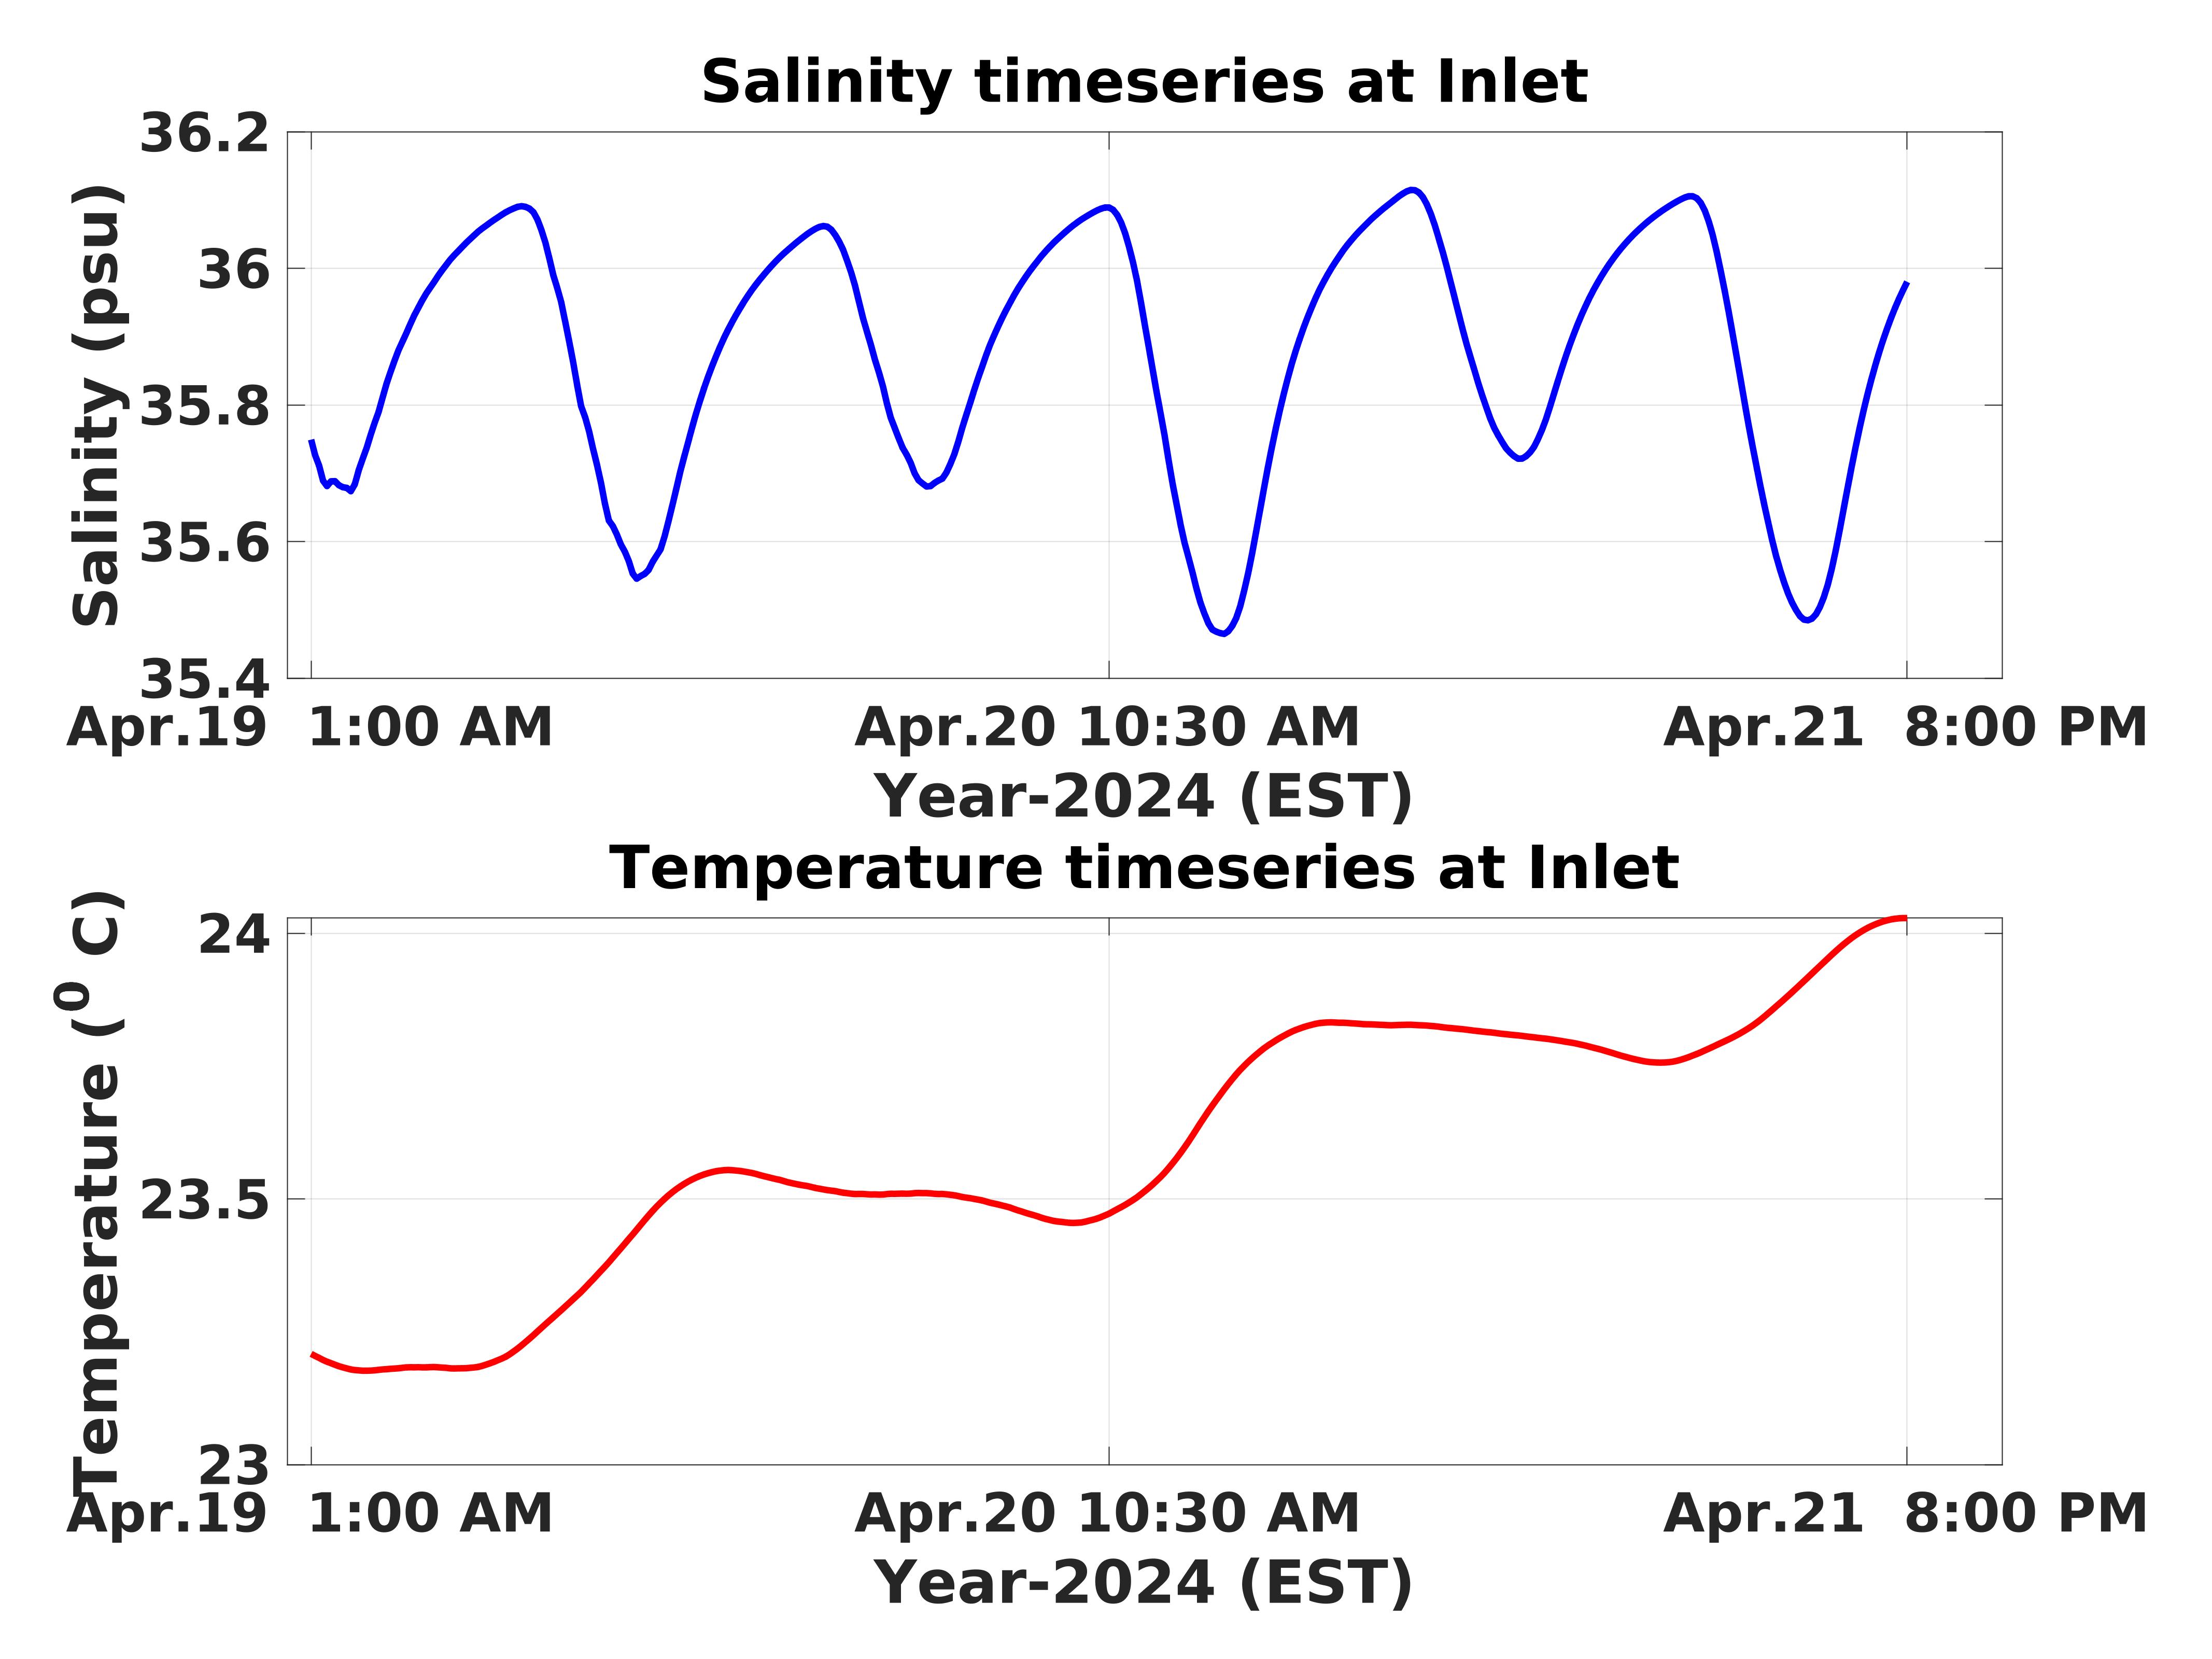 Salinity timeseries at Inlet
Salinity (psu)
36.2
36
35.8
35.6
35.4
Apr.19  1:00 AM
Apr.20 10:30 AM
Apr.21  8:00 PM
Year-2024 (EST)
Temperature timeseries at Inlet
Temperature (⁰ C)
24
23.5
23
Apr.19  1:00 AM
Apr.20 10:30 AM
Apr.21  8:00 PM
Year-2024 (EST)